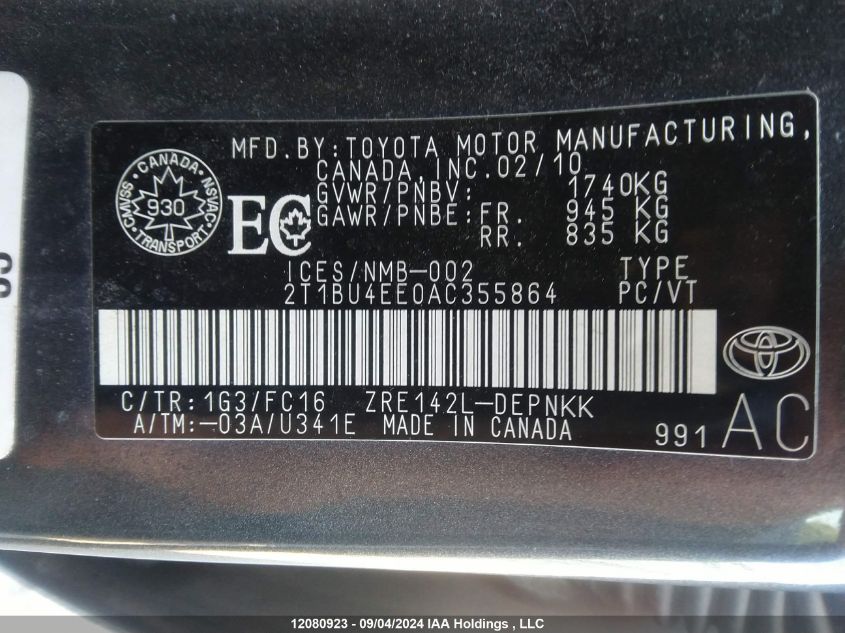 MFD.BY:TOYOTA MOTOR MANUFACTURING,
CANADA, INC.02/10
GVWR/PNBV: 1740KG
GAWR/PNBE:FR. 945 KG
RR. 835 KG
CANADA
CMVSS 930 NSVAC
TRANSPORT
EC
ICES/NMB-002 TYPE
2T1BU4EE0AC355864 PC/VT
C/TR:1G3/FC16 ZRE142L-DEPNKK
A/TM:-03A/U341E MADE IN CANADA
991 AC
12080923 - 09/04/2024 IAA Holdings , LLC